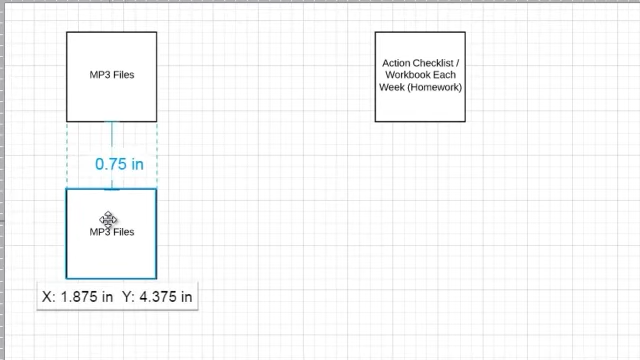 MP3 Files
Action Checklist /
Workbook Each
Week (Homework)
0.75 in
MP3 Files
X: 1.875 in Y: 4.375 in